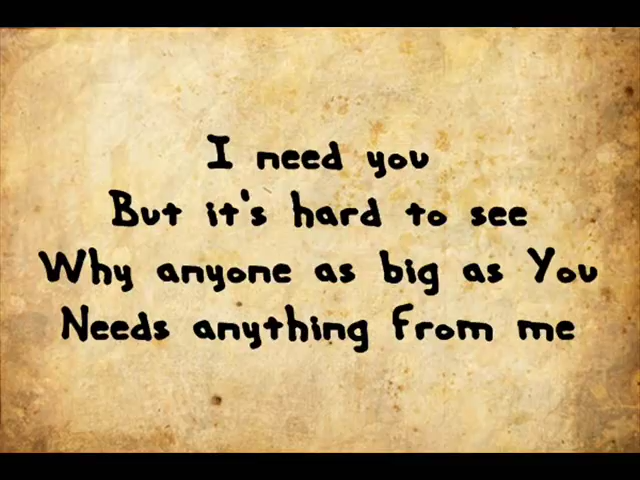 I need you
But it's hard to see
Why anyone as big as You
Needs anything from me